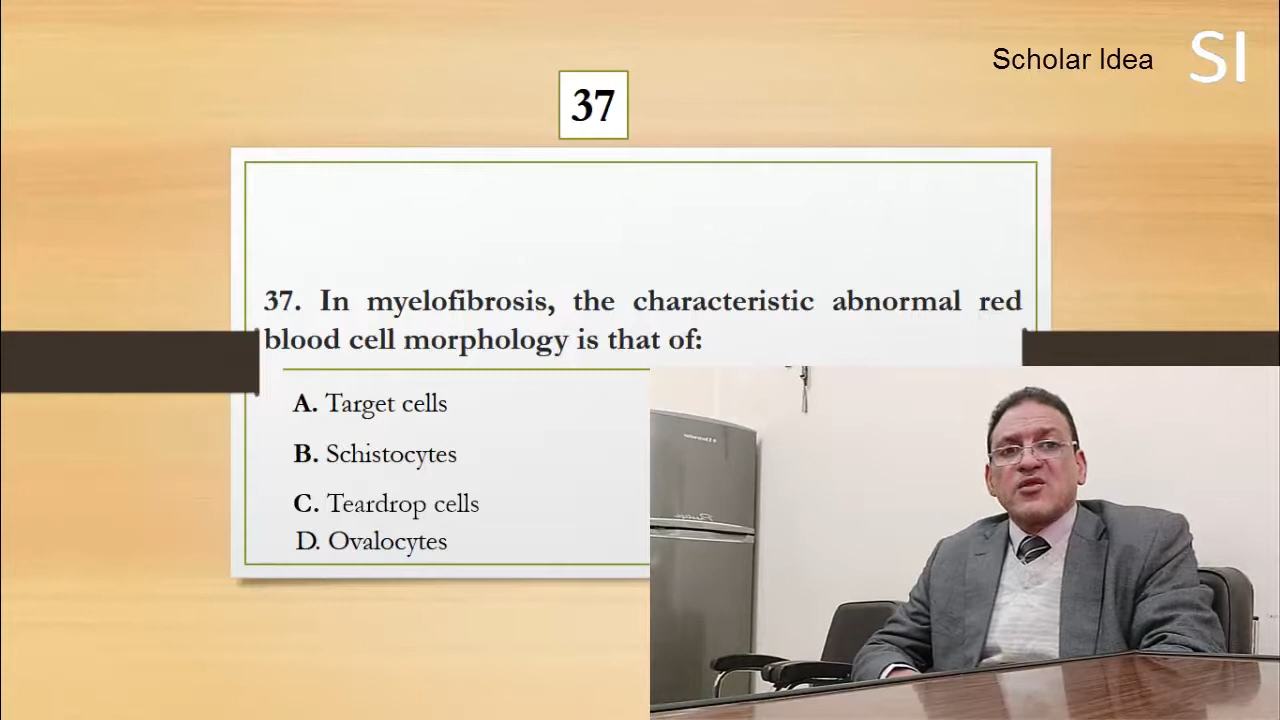 Scholar Idea SI
37
37. In myelofibrosis, the characteristic abnormal red
blood cell morphology is that of:
A. Target cells
B. Schistocytes
C. Teardrop cells
D. Ovalocytes